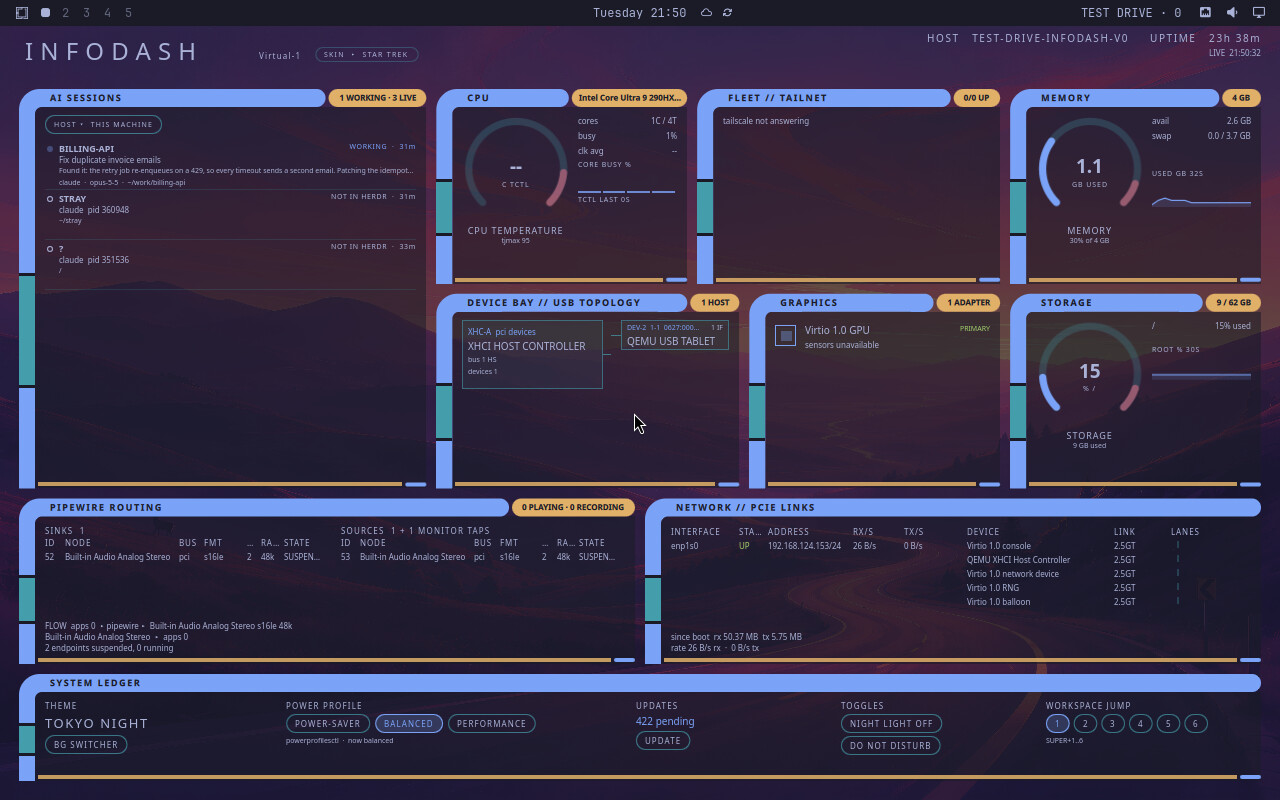 2 3 4 5
Tuesday 21:50
TEST DRIVE · 0
INFODASH
Virtual-1
SKIN • STAR TREK
HOST TEST-DRIVE-INFODASH-V0 UPTIME 23h 38m
LIVE 21:50:32
AI SESSIONS
1 WORKING · 3 LIVE
HOST • THIS MACHINE
BILLING-API
WORKING · 31m
Fix duplicate invoice emails
Found it: the retry job re-enqueues on a 429, so every timeout sends a second email. Patching the idempot...
claude · opus-5-5 · ~/work/billing-api
STRAY
NOT IN HERDR · 31m
claude pid 360948
~/stray
?
NOT IN HERDR · 33m
claude pid 351536
/
CPU
Intel Core Ultra 9 290HX...
--
C TCTL
CPU TEMPERATURE
tjmax 95
cores 1C / 4T
busy 1%
clk avg --
CORE BUSY %
TCTL LAST 0S
FLEET // TAILNET
0/0 UP
tailscale not answering
MEMORY
4 GB
1.1
GB USED
MEMORY
30% of 4 GB
avail 2.6 GB
swap 0.0 / 3.7 GB
USED GB 32S
DEVICE BAY // USB TOPOLOGY
1 HOST
XHC-A pci devices
XHCI HOST CONTROLLER
bus 1 HS
devices 1
DEV-2 1-1 0627:000... 1 IF
QEMU USB TABLET
GRAPHICS
1 ADAPTER
Virtio 1.0 GPU
PRIMARY
sensors unavailable
STORAGE
9 / 62 GB
15
% /
STORAGE
9 GB used
/ 15% used
ROOT % 30S
PIPEWIRE ROUTING
0 PLAYING · 0 RECORDING
SINKS 1
ID NODE BUS FMT ... RA... STATE
52 Built-in Audio Analog Stereo pci s16le 2 48k SUSPEN...
SOURCES 1 + 1 MONITOR TAPS
ID NODE BUS FMT ... RA... STATE
53 Built-in Audio Analog Stereo pci s16le 2 48k SUSPEN...
FLOW apps 0 • pipewire • Built-in Audio Analog Stereo s16le 48k
Built-in Audio Analog Stereo • apps 0
2 endpoints suspended, 0 running
NETWORK // PCIE LINKS
INTERFACE STA... ADDRESS RX/S TX/S
enp1s0 UP 192.168.124.153/24 26 B/s 0 B/s
DEVICE LINK LANES
Virtio 1.0 console 2.5GT
QEMU XHCI Host Controller 2.5GT
Virtio 1.0 network device 2.5GT
Virtio 1.0 RNG 2.5GT
Virtio 1.0 balloon 2.5GT
since boot rx 50.37 MB tx 5.75 MB
rate 26 B/s rx · 0 B/s tx
SYSTEM LEDGER
THEME
TOKYO NIGHT
BG SWITCHER
POWER PROFILE
POWER-SAVER BALANCED PERFORMANCE
powerprofilesctl · now balanced
UPDATES
422 pending
UPDATE
TOGGLES
NIGHT LIGHT OFF
DO NOT DISTURB
WORKSPACE JUMP
1 2 3 4 5 6
SUPER+1..6